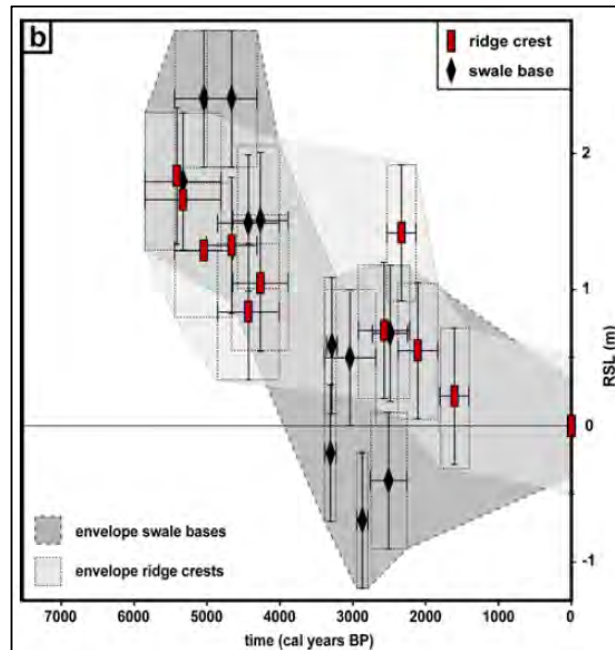 b
ridge crest
swale base
2
1
0
-1
RSL (m)
envelope swale bases
envelope ridge crests
7000 6000 5000 4000 3000 2000 1000 0
time (cal years BP)